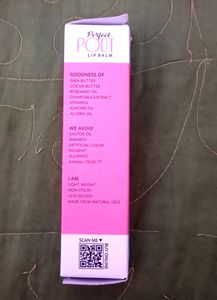 Perfect
POUT
LIP BALM
GOODNESS OF
SHEA BUTTER
COCOA BUTTER
ROSEMARY OIL
CHAMOMILE EXTRACT
VITAMIN E
ALMOND OIL
JOJOBA OIL
WE AVOID
CASTOR OIL
PARABEN
ARTIFICIAL COLOR
PIGMENT
SULPHATE
ANIMAL CRUELTY
I AM
LIGHT WEIGHT
NON-STICKY
LESS GLOSSY
MADE FROM NATURAL OILS
SCAN ME
BUY ONLINE